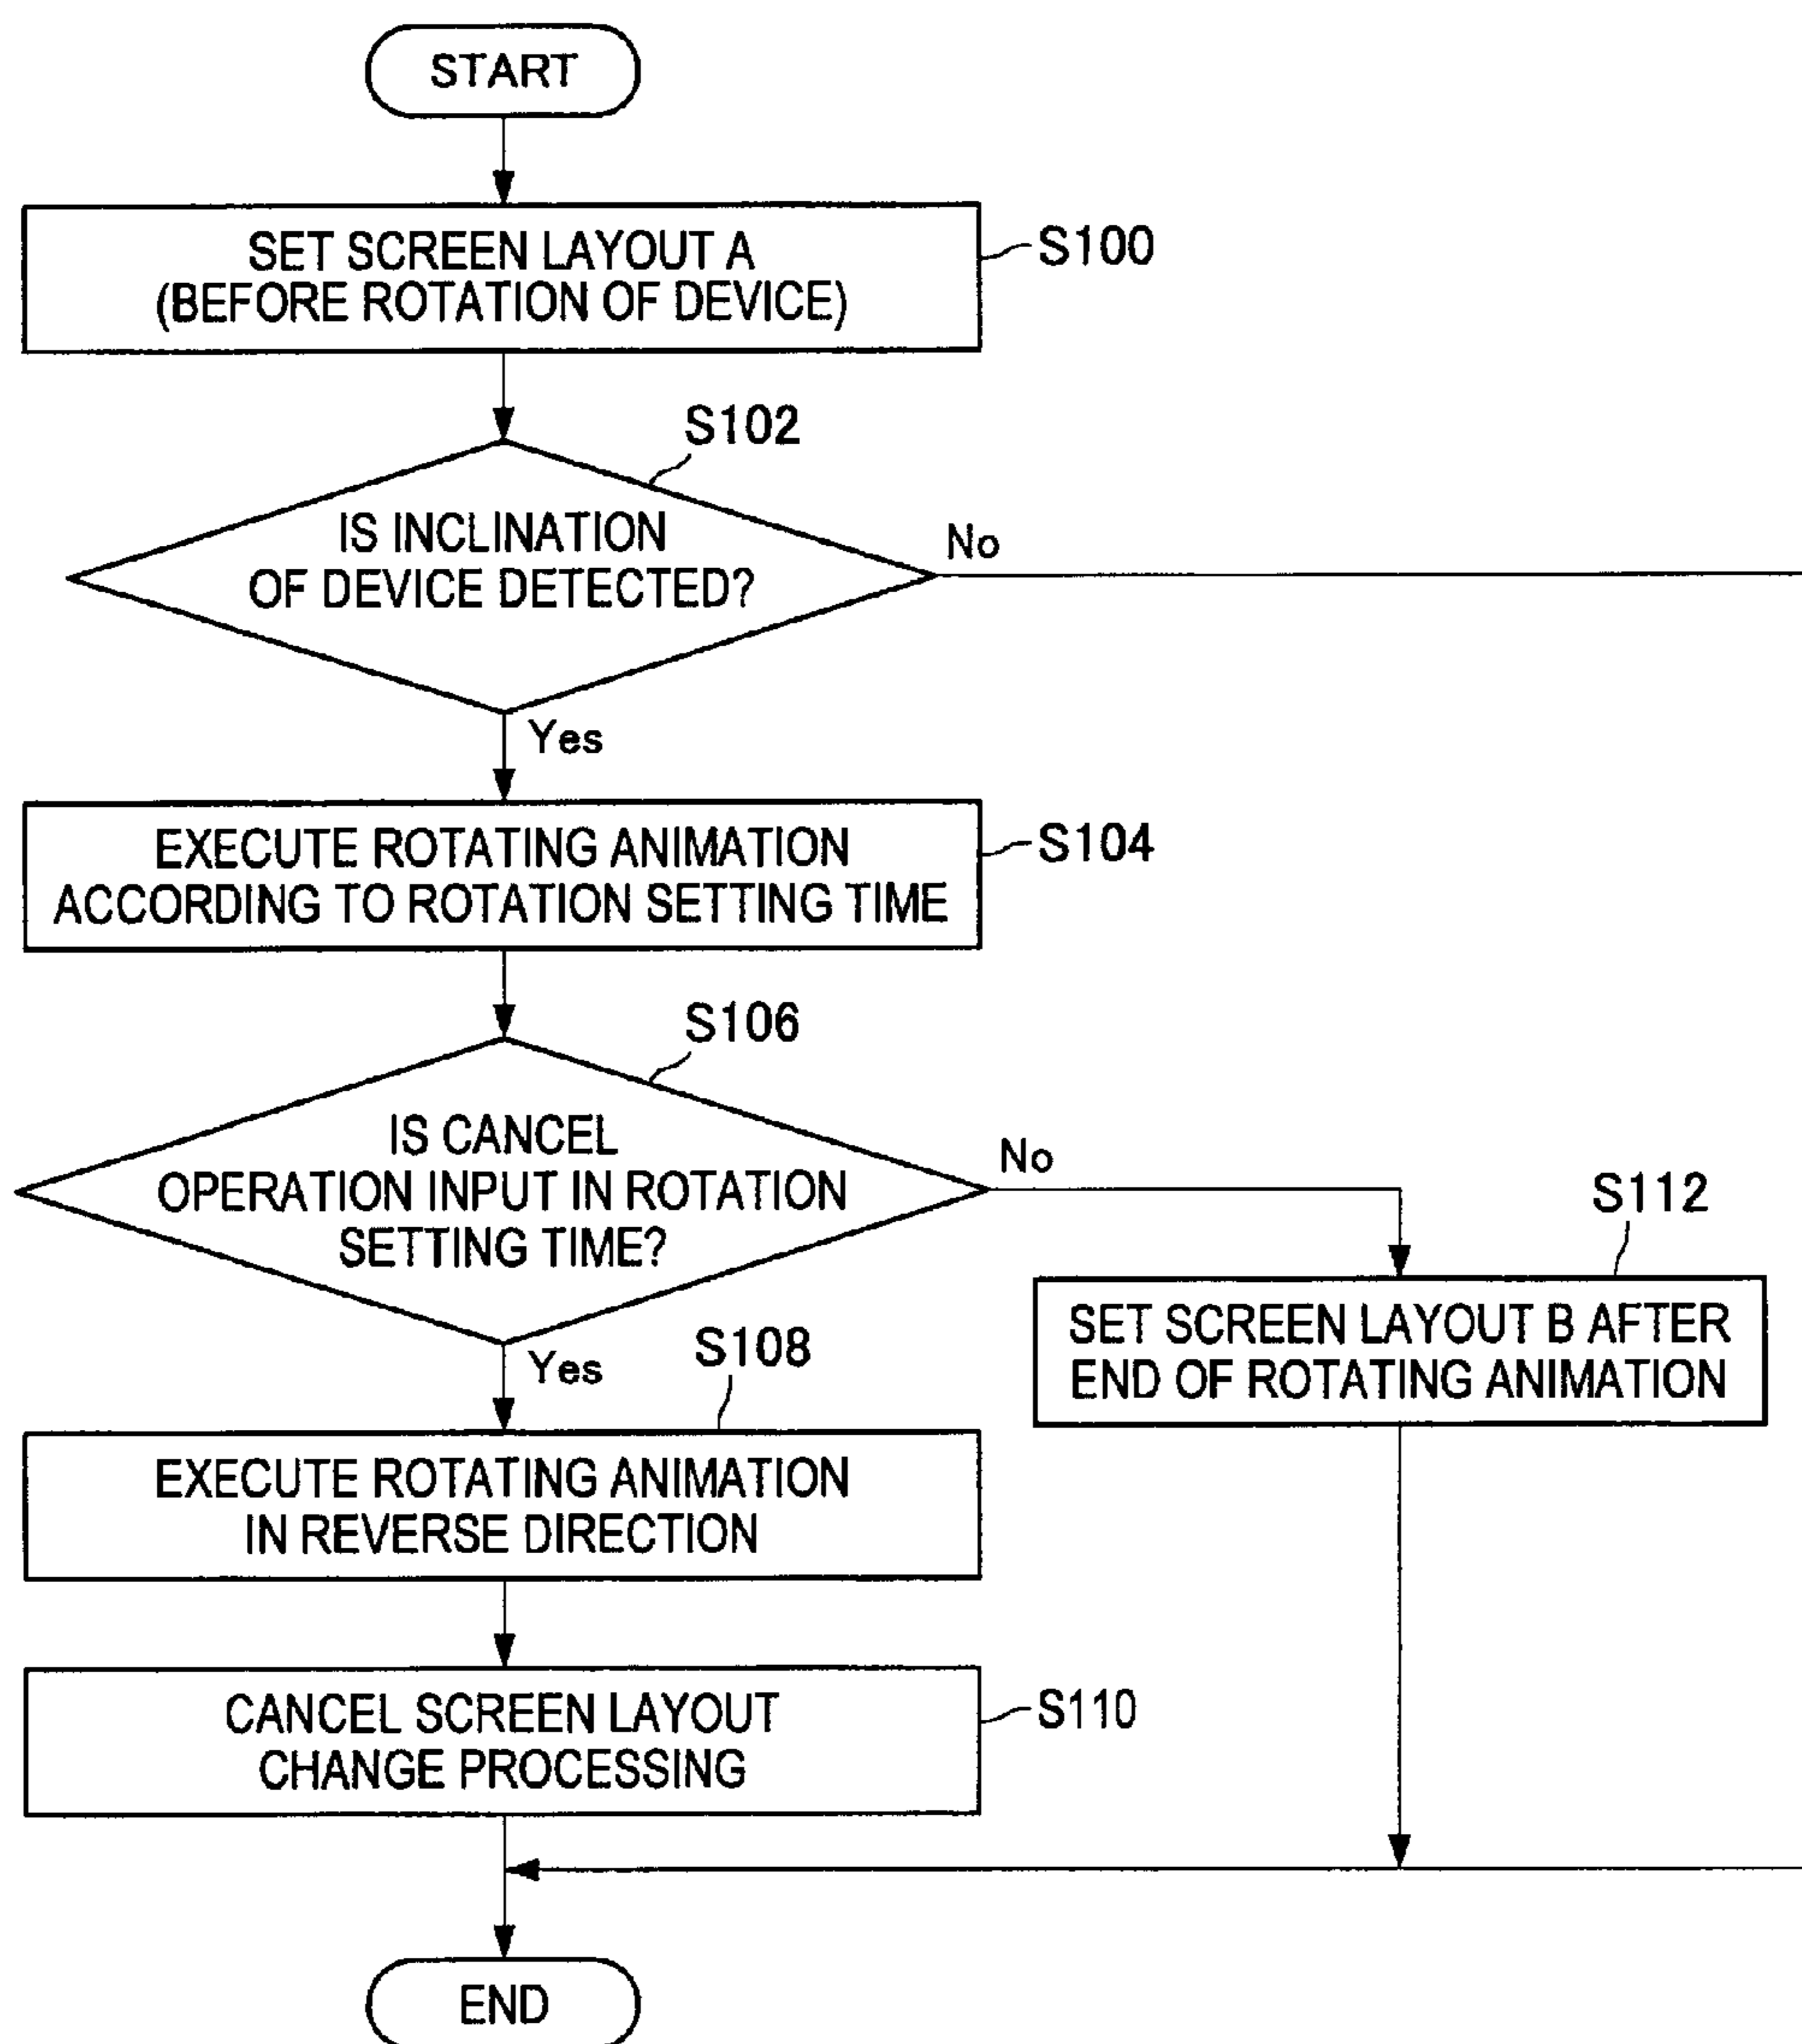 START
SET SCREEN LAYOUT A
(BEFORE ROTATION OF DEVICE)
S100
S102
IS INCLINATION
OF DEVICE DETECTED?
No
Yes
EXECUTE ROTATING ANIMATION
ACCORDING TO ROTATION SETTING TIME
S104
S106
IS CANCEL
OPERATION INPUT IN ROTATION
SETTING TIME?
No
Yes
S112
SET SCREEN LAYOUT B AFTER
END OF ROTATING ANIMATION
S108
EXECUTE ROTATING ANIMATION
IN REVERSE DIRECTION
CANCEL SCREEN LAYOUT
CHANGE PROCESSING
S110
END